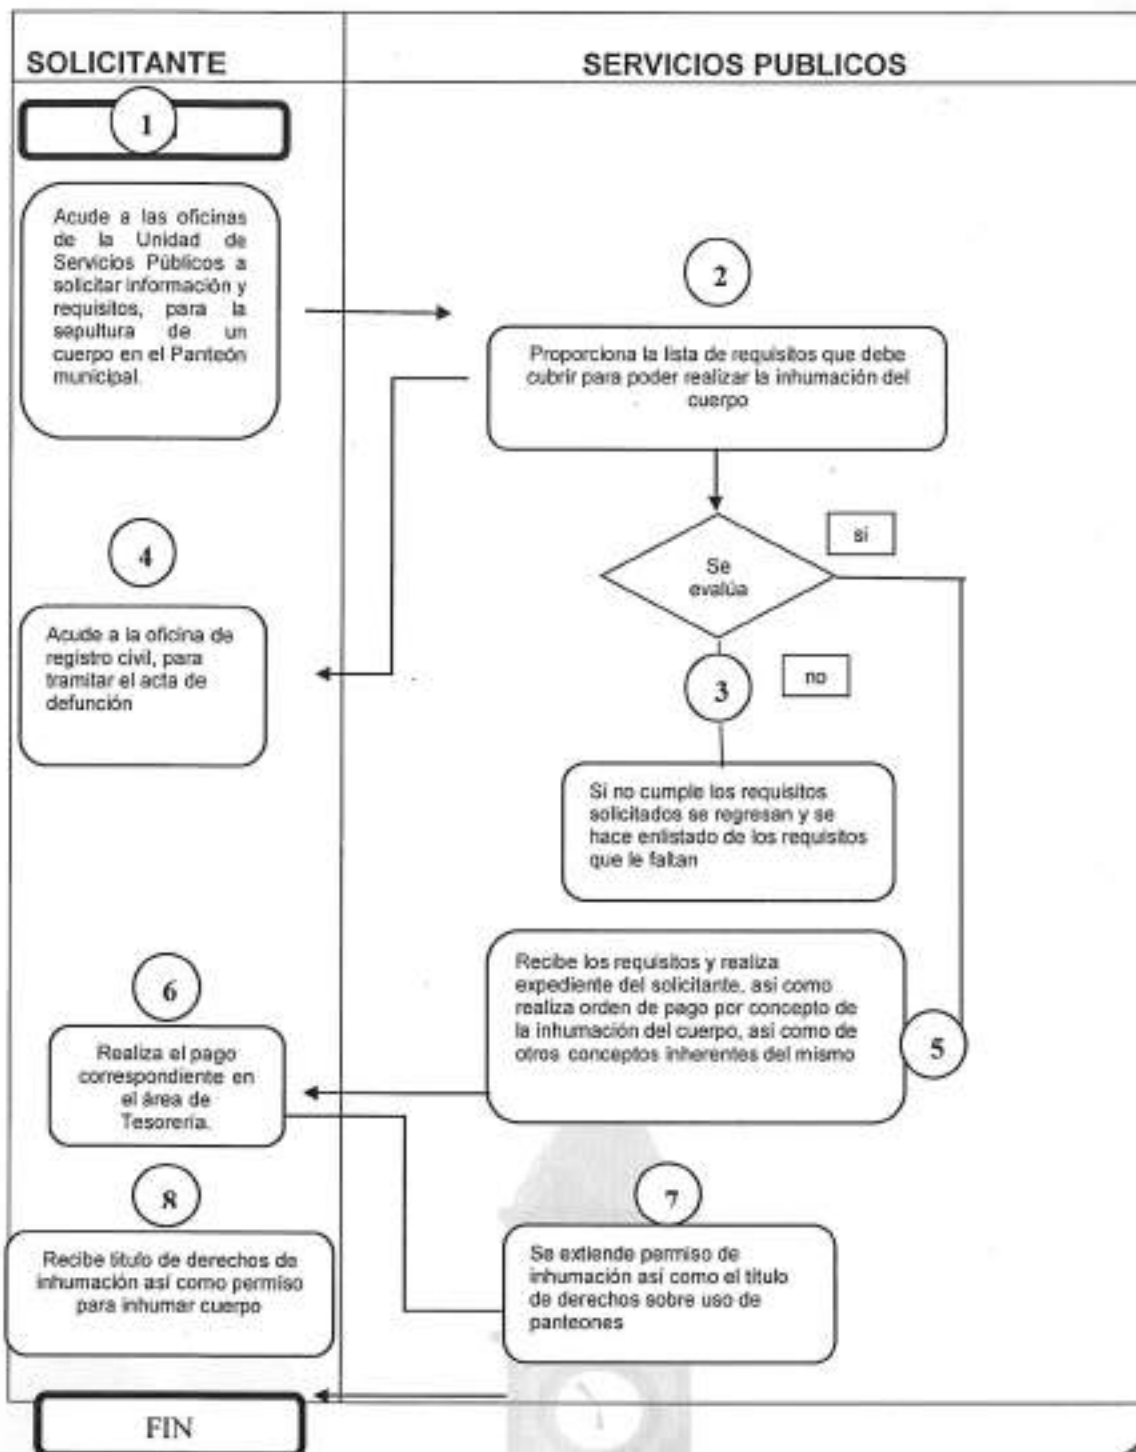 SOLICITANTE
SERVICIOS PUBLICOS
1
Acude a las oficinas
de la Unidad de
Servicios Públicos a
solicitar información y
requisitos, para la
sepultura de un
cuerpo en el Panteón
municipal.
2
Proporciona la lista de requisitos que debe
cubrir para poder realizar la inhumación del
cuerpo
Se
evalúa
si
no
3
Si no cumple los requisitos
solicitados se regresan y se
hace enlistado de los requisitos
que le faltan
4
Acude a la oficina de
registro civil, para
tramitar el acta de
defunción
Recibe los requisitos y realiza
expediente del solicitante, así como
realiza orden de pago por concepto de
la inhumación del cuerpo, así como de
otros conceptos inherentes del mismo
5
6
Realiza el pago
correspondiente en
el área de
Tesorería.
7
Se extiende permiso de
inhumación así como el título
de derechos sobre uso de
panteones
8
Recibe titulo de derechos de
inhumación así como permiso
para inhumar cuerpo
FIN